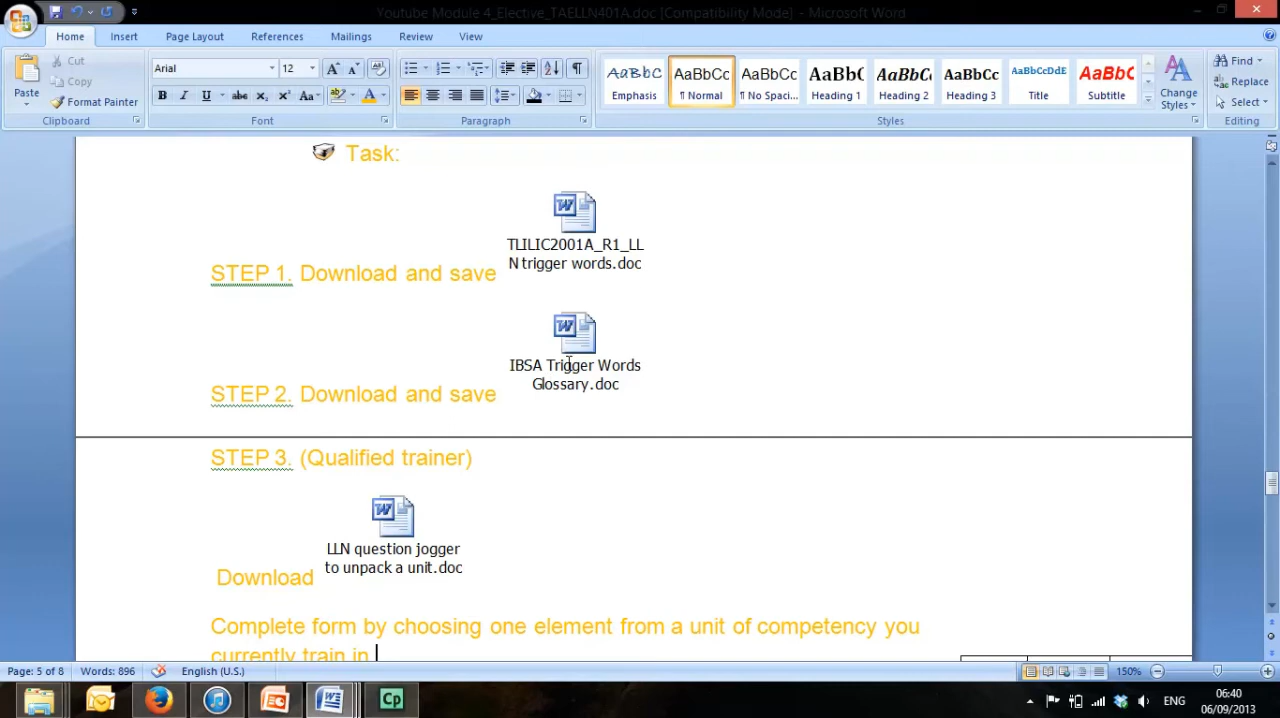 Youtube Module 4_Elective_TAELLN401A.doc [Compatibility Mode] - Microsoft Word
Home Insert Page Layout References Mailings Review View
Paste
Cut
Copy
Format Painter
Clipboard
Arial 12
Font
Paragraph
AaBbC AaBbCc AaBbCc AaBb( AaBbC AaBbCc AaBbCcDdE AaBbC
Emphasis ¶ Normal ¶ No Spaci... Heading 1 Heading 2 Heading 3 Title Subtitle
Change Styles
Styles
Find
Replace
Select
Editing
Task:
TLILIC2001A_R1_LL
N trigger words.doc
STEP 1. Download and save
IBSA Trigger Words
Glossary.doc
STEP 2. Download and save
STEP 3. (Qualified trainer)
LLN question jogger
to unpack a unit.doc
Download
Complete form by choosing one element from a unit of competency you
currently train in
Page: 5 of 8 Words: 896 English (U.S.) 150%
Cp ENG 06:40
06/09/2013